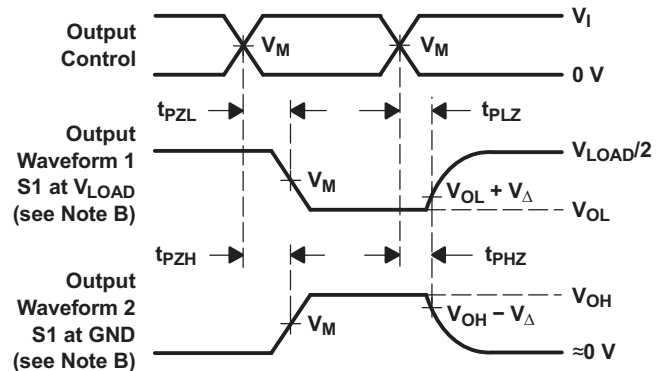 Output
Control
V_M
V_M
V_I
0 V
t_PZL
t_PLZ
Output
Waveform 1
S1 at V_LOAD
(see Note B)
V_M
V_LOAD/2
V_OL + V_Δ
V_OL
t_PZH
t_PHZ
Output
Waveform 2
S1 at GND
(see Note B)
V_M
V_OH
V_OH − V_Δ
≈0 V